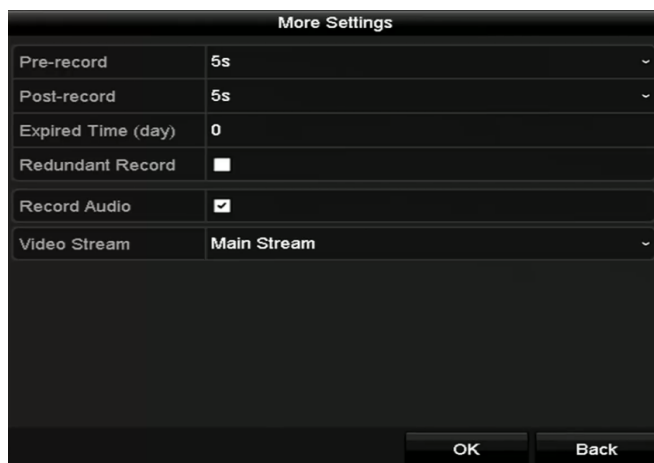 More Settings
Pre-record 5s
Post-record 5s
Expired Time (day) 0
Redundant Record
Record Audio
Video Stream Main Stream
OK Back